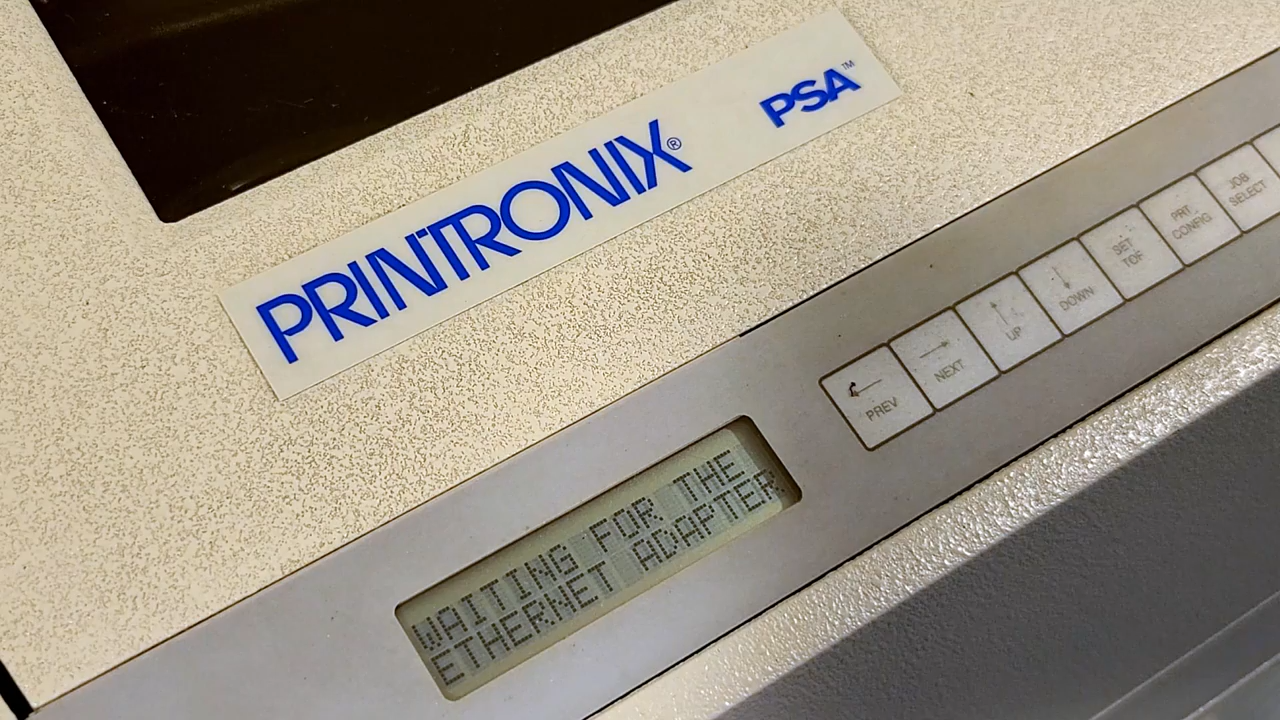 PRINTRONIX® PSA™
WAITING FOR THE
ETHERNET ADAPTER
PREV
NEXT
UP
DOWN
SET
TOF
PRT
CONFIG
JOB
SELECT